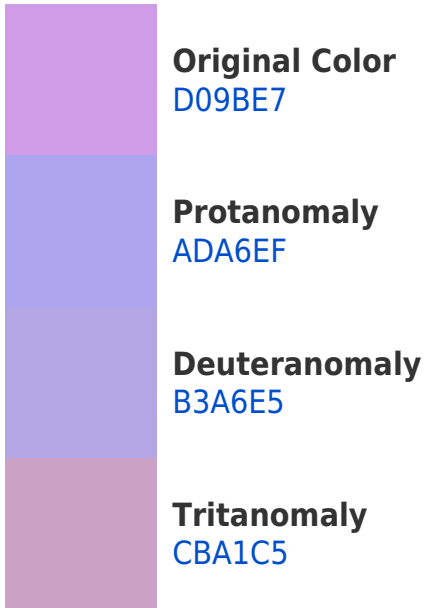 Original Color
D09BE7
Protanomaly
ADA6EF
Deuteranomaly
B3A6E5
Tritanomaly
CBA1C5